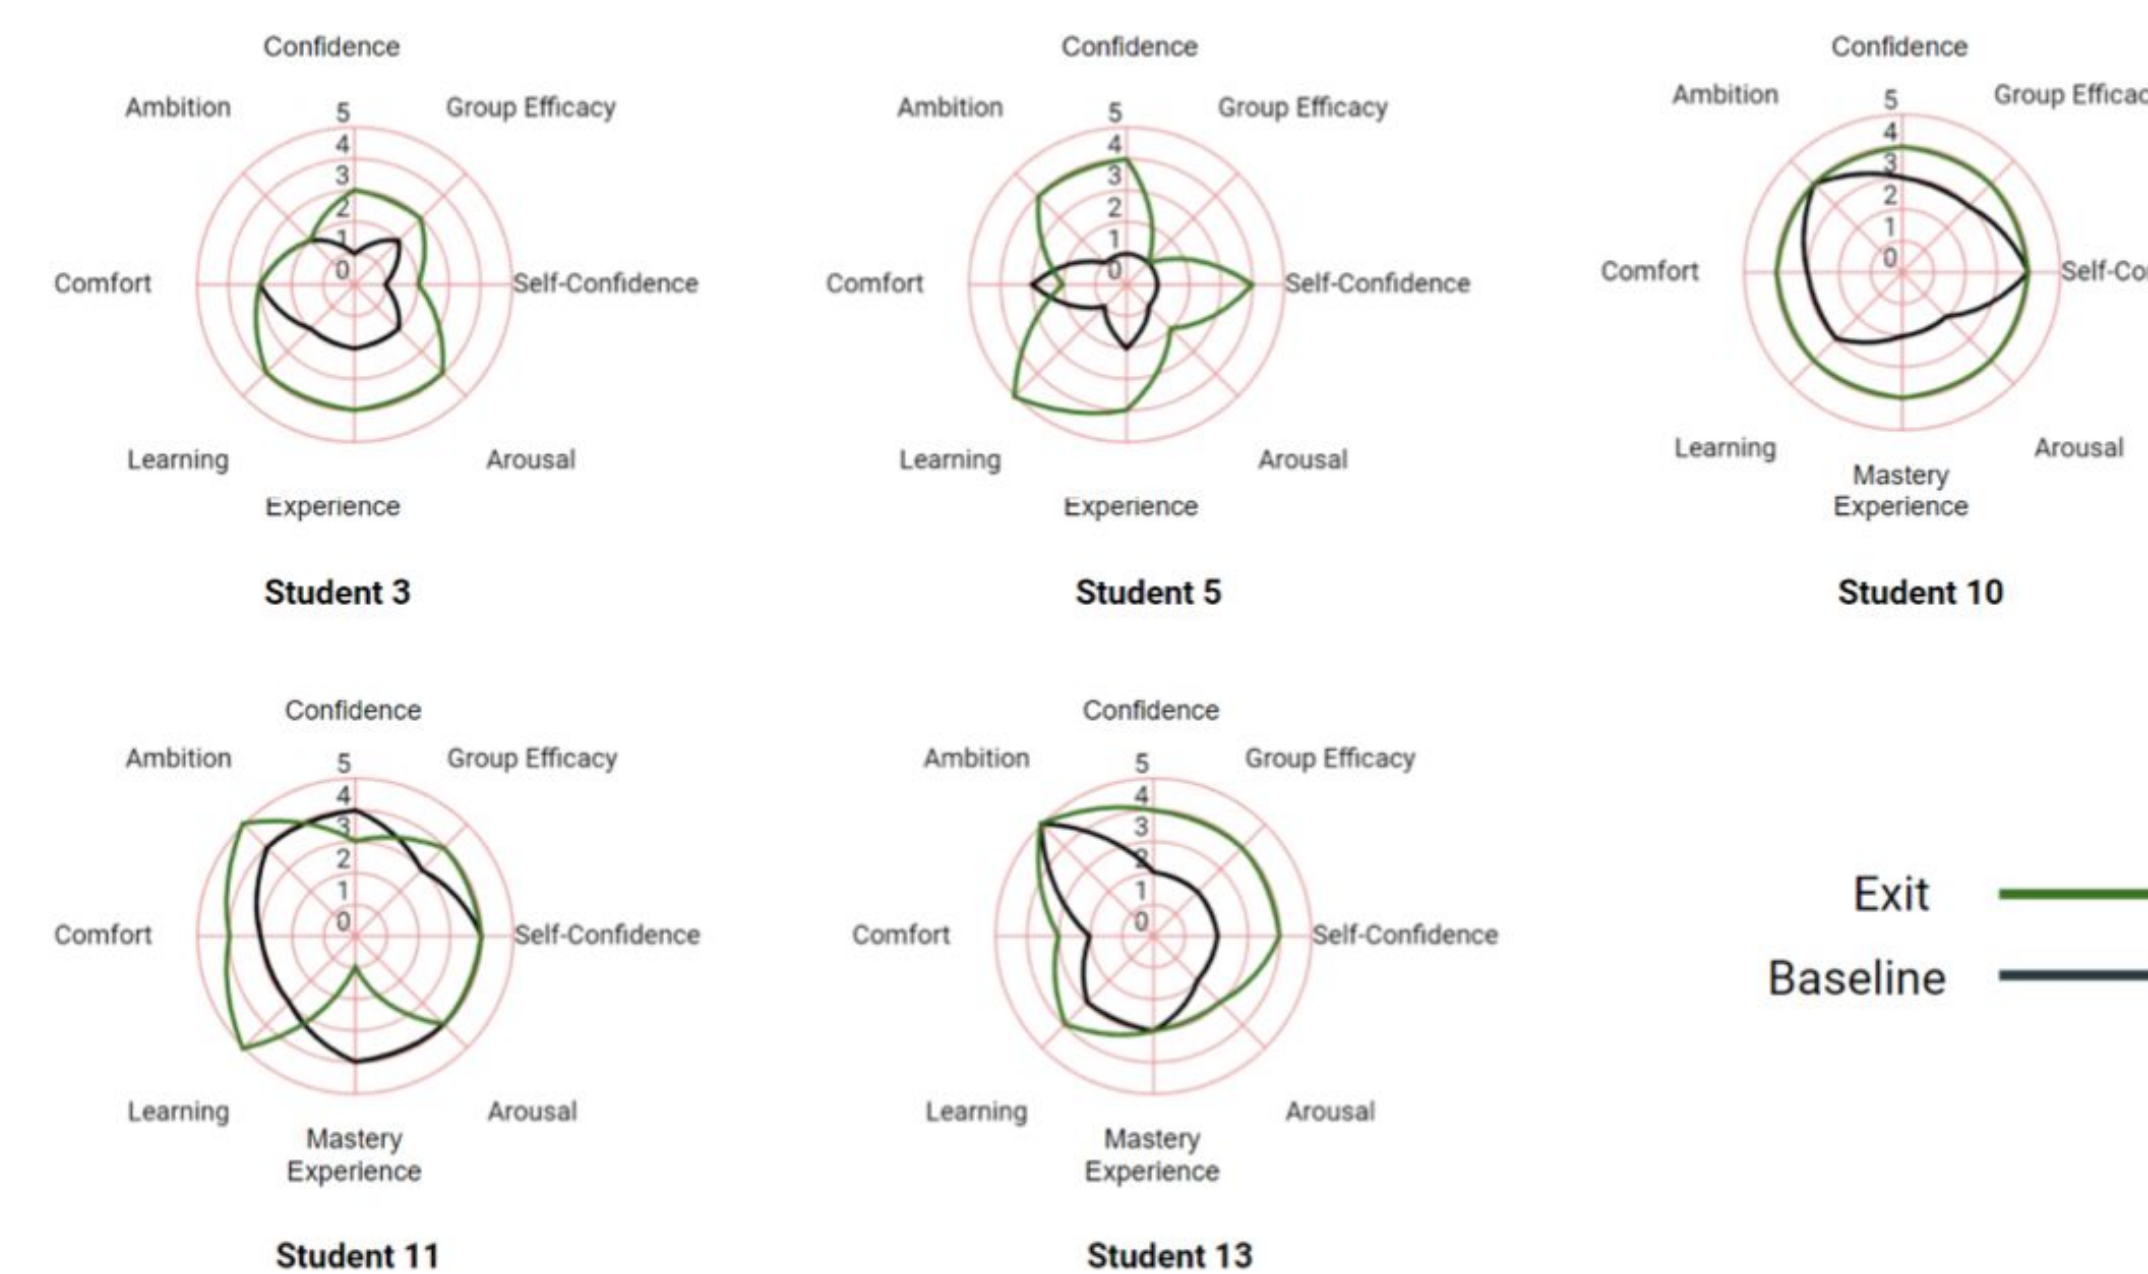 Confidence
Ambition
Group Efficacy
5
4
3
2
1
0
Comfort
Self-Confidence
Learning
Arousal
Experience
Student 3
Confidence
Ambition
Group Efficacy
5
4
3
2
1
0
Comfort
Self-Confidence
Learning
Arousal
Experience
Student 5
Confidence
Ambition
Group Efficac
5
4
3
2
1
0
Comfort
Self-Co
Learning
Arousal
Mastery
Experience
Student 10
Confidence
Ambition
Group Efficacy
5
4
3
2
1
0
Comfort
Self-Confidence
Learning
Arousal
Mastery
Experience
Student 11
Confidence
Ambition
Group Efficacy
5
4
3
2
1
0
Comfort
Self-Confidence
Learning
Arousal
Mastery
Experience
Student 13
Exit
Baseline